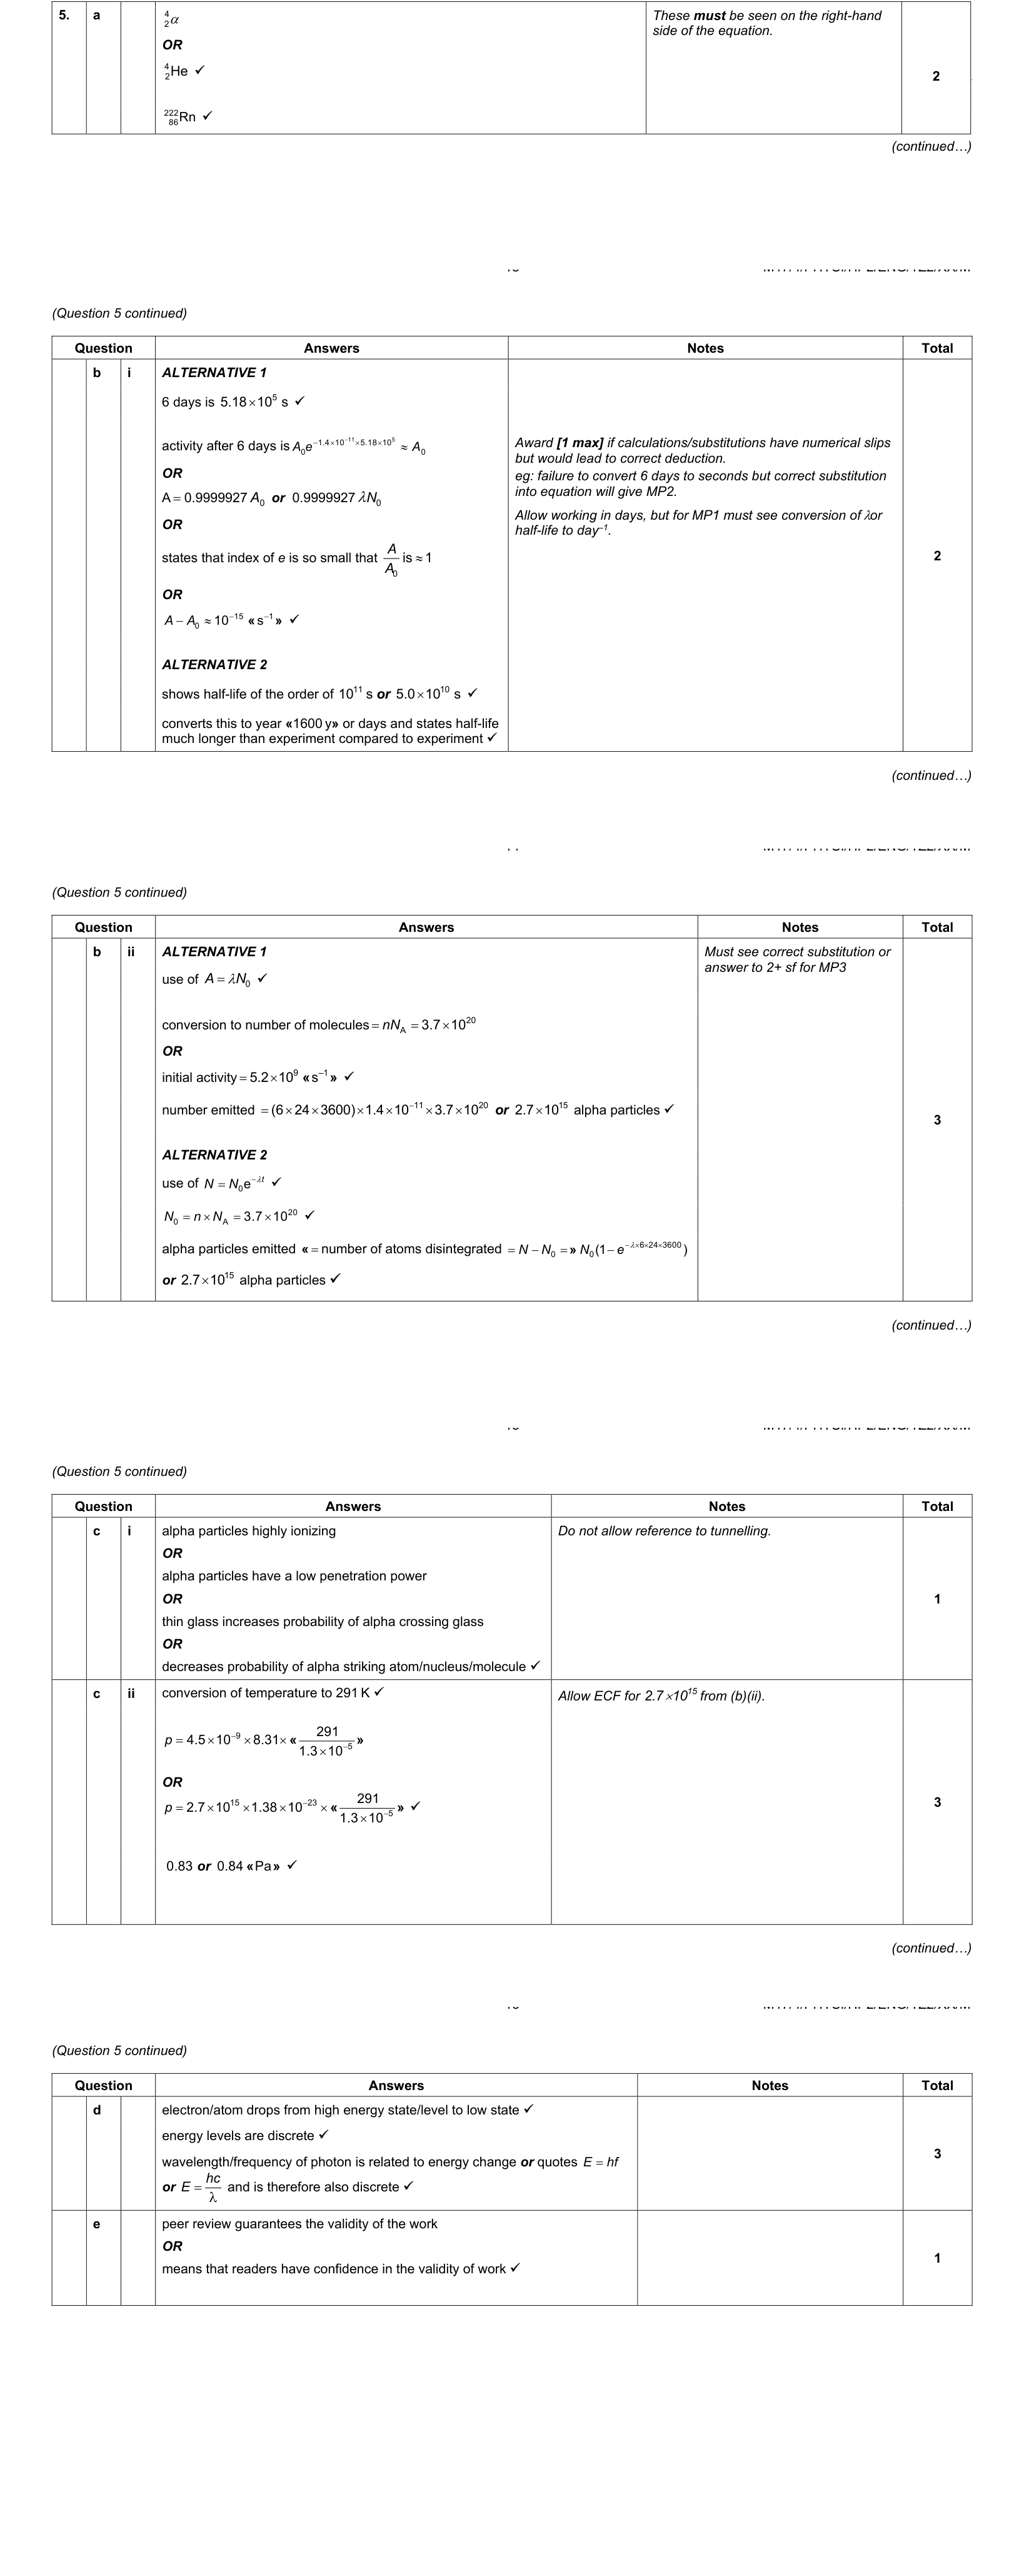 5. a
⁴₂α
OR
⁴₂He ✓
²²²₈₆Rn ✓
These must be seen on the right-hand
side of the equation.
2
(continued…)
(Question 5 continued)
Question Answers Notes Total
b i ALTERNATIVE 1
6 days is 5.18×10⁵ s ✓
activity after 6 days is A₀e^(−1.4×10⁻¹¹×5.18×10⁵) ≈ A₀
OR
A = 0.9999927 A₀ or 0.9999927 λN₀
OR
states that index of e is so small that A/A₀ is ≈ 1
OR
A − A₀ ≈ 10⁻¹⁵ «s⁻¹» ✓
ALTERNATIVE 2
shows half-life of the order of 10¹¹ s or 5.0×10¹⁰ s ✓
converts this to year «1600 y» or days and states half-life
much longer than experiment compared to experiment ✓
Award [1 max] if calculations/substitutions have numerical slips
but would lead to correct deduction.
eg: failure to convert 6 days to seconds but correct substitution
into equation will give MP2.
Allow working in days, but for MP1 must see conversion of λor
half-life to day⁻¹.
2
(continued…)
(Question 5 continued)
Question Answers Notes Total
b ii ALTERNATIVE 1
use of A = λN₀ ✓
conversion to number of molecules = nN_A = 3.7×10²⁰
OR
initial activity = 5.2×10⁹ «s⁻¹» ✓
number emitted = (6×24×3600)×1.4×10⁻¹¹×3.7×10²⁰ or 2.7×10¹⁵ alpha particles ✓
ALTERNATIVE 2
use of N = N₀e^(−λt) ✓
N₀ = n×N_A = 3.7×10²⁰ ✓
alpha particles emitted «= number of atoms disintegrated = N − N₀ =» N₀(1−e^(−λ×6×24×3600))
or 2.7×10¹⁵ alpha particles ✓
Must see correct substitution or
answer to 2+ sf for MP3
3
(continued…)
(Question 5 continued)
Question Answers Notes Total
c i alpha particles highly ionizing
OR
alpha particles have a low penetration power
OR
thin glass increases probability of alpha crossing glass
OR
decreases probability of alpha striking atom/nucleus/molecule ✓
Do not allow reference to tunnelling.
1
c ii conversion of temperature to 291 K ✓
p = 4.5×10⁻⁹×8.31×«291/(1.3×10⁻⁵)»
OR
p = 2.7×10¹⁵×1.38×10⁻²³×«291/(1.3×10⁻⁵)» ✓
0.83 or 0.84 «Pa» ✓
Allow ECF for 2.7×10¹⁵ from (b)(ii).
3
(continued…)
(Question 5 continued)
Question Answers Notes Total
d electron/atom drops from high energy state/level to low state ✓
energy levels are discrete ✓
wavelength/frequency of photon is related to energy change or quotes E = hf
or E = hc/λ and is therefore also discrete ✓
3
e peer review guarantees the validity of the work
OR
means that readers have confidence in the validity of work ✓
1